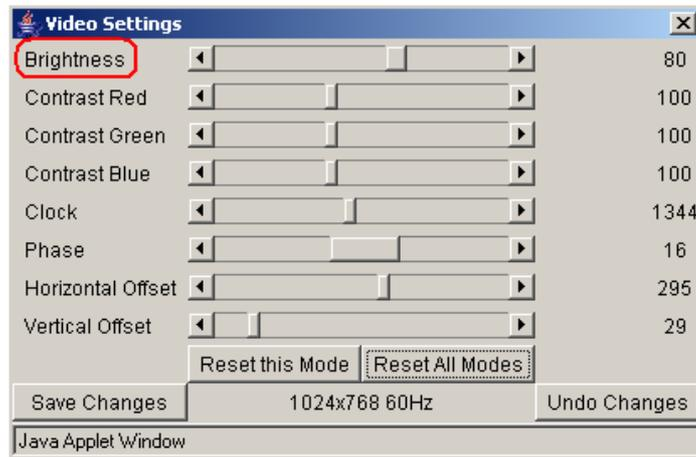 Video Settings
Brightness 80
Contrast Red 100
Contrast Green 100
Contrast Blue 100
Clock 1344
Phase 16
Horizontal Offset 295
Vertical Offset 29
Reset this Mode Reset All Modes
Save Changes 1024x768 60Hz Undo Changes
Java Applet Window